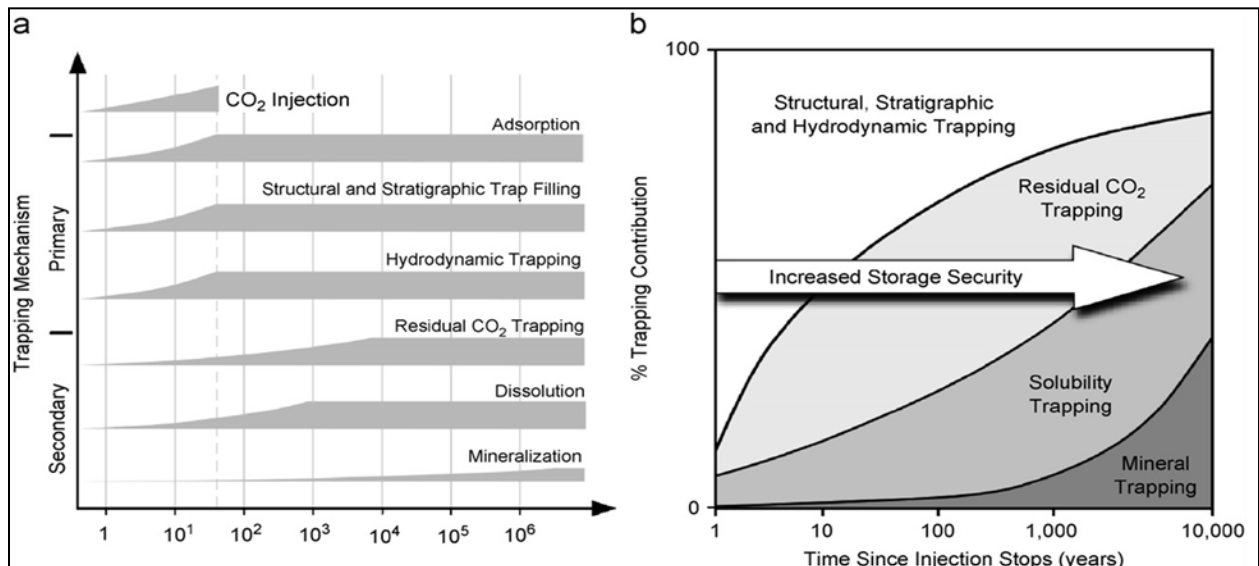 a
CO₂ Injection
Adsorption
Structural and Stratigraphic Trap Filling
Hydrodynamic Trapping
Residual CO₂ Trapping
Dissolution
Mineralization
Trapping Mechanism
Primary
Secondary
1 10¹ 10² 10³ 10⁴ 10⁵ 10⁶
b
100
Structural, Stratigraphic
and Hydrodynamic Trapping
Residual CO₂
Trapping
Increased Storage Security
Solubility
Trapping
Mineral
Trapping
% Trapping Contribution
0
1 10 100 1,000 10,000
Time Since Injection Stops (years)